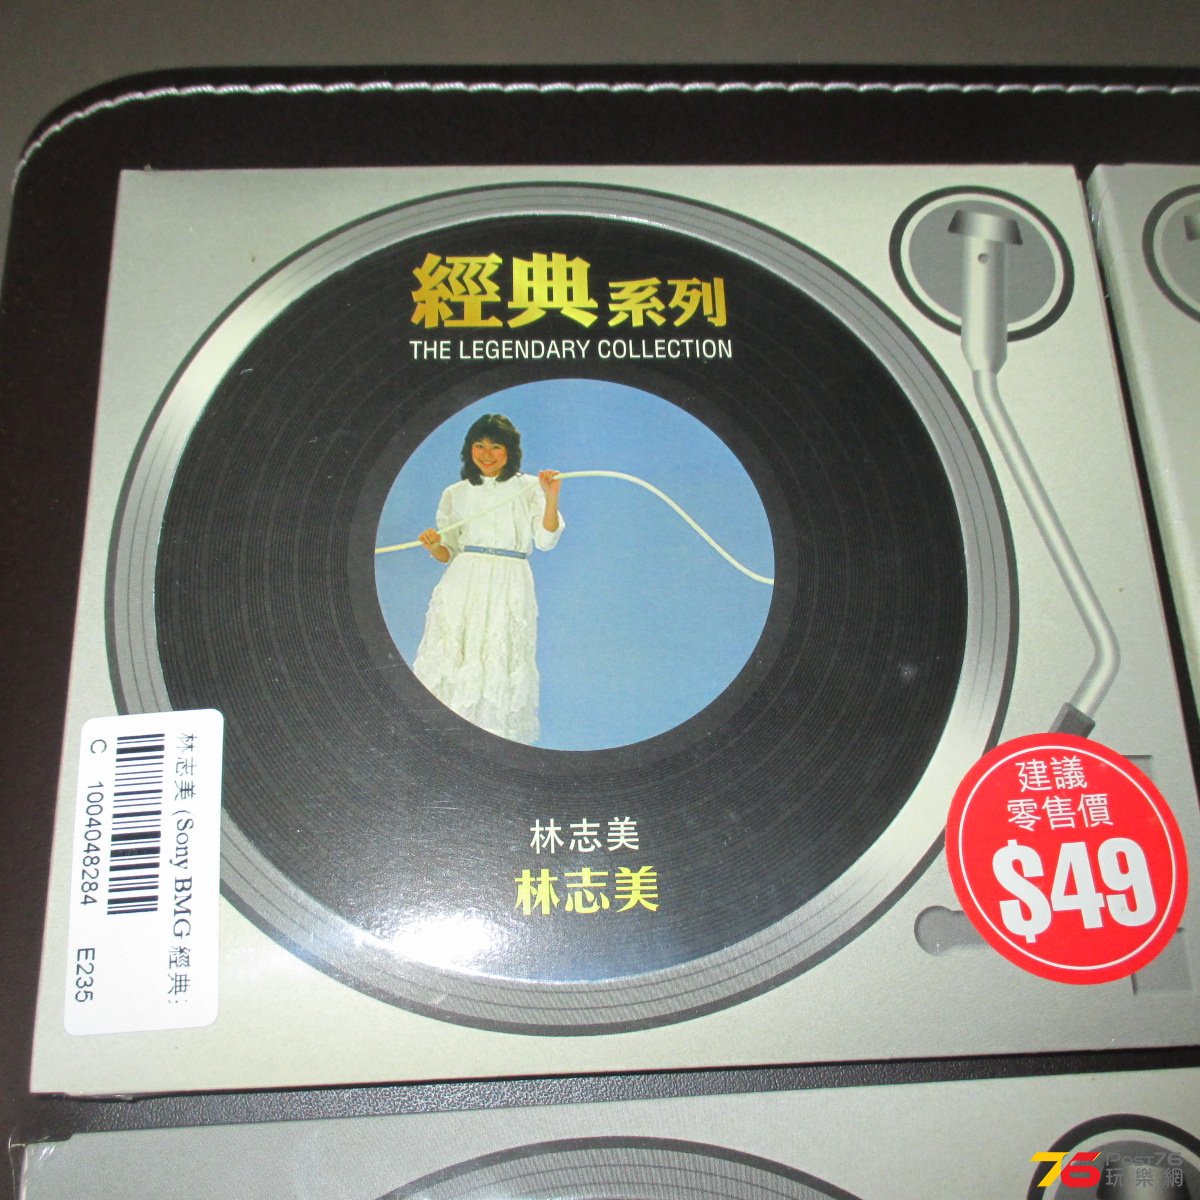 經典系列
THE LEGENDARY COLLECTION
林志美
林志美
建議
零售價
$49
林志美 (Sony BMG 經典
C 1004048284 E235
76 Post76
玩樂網